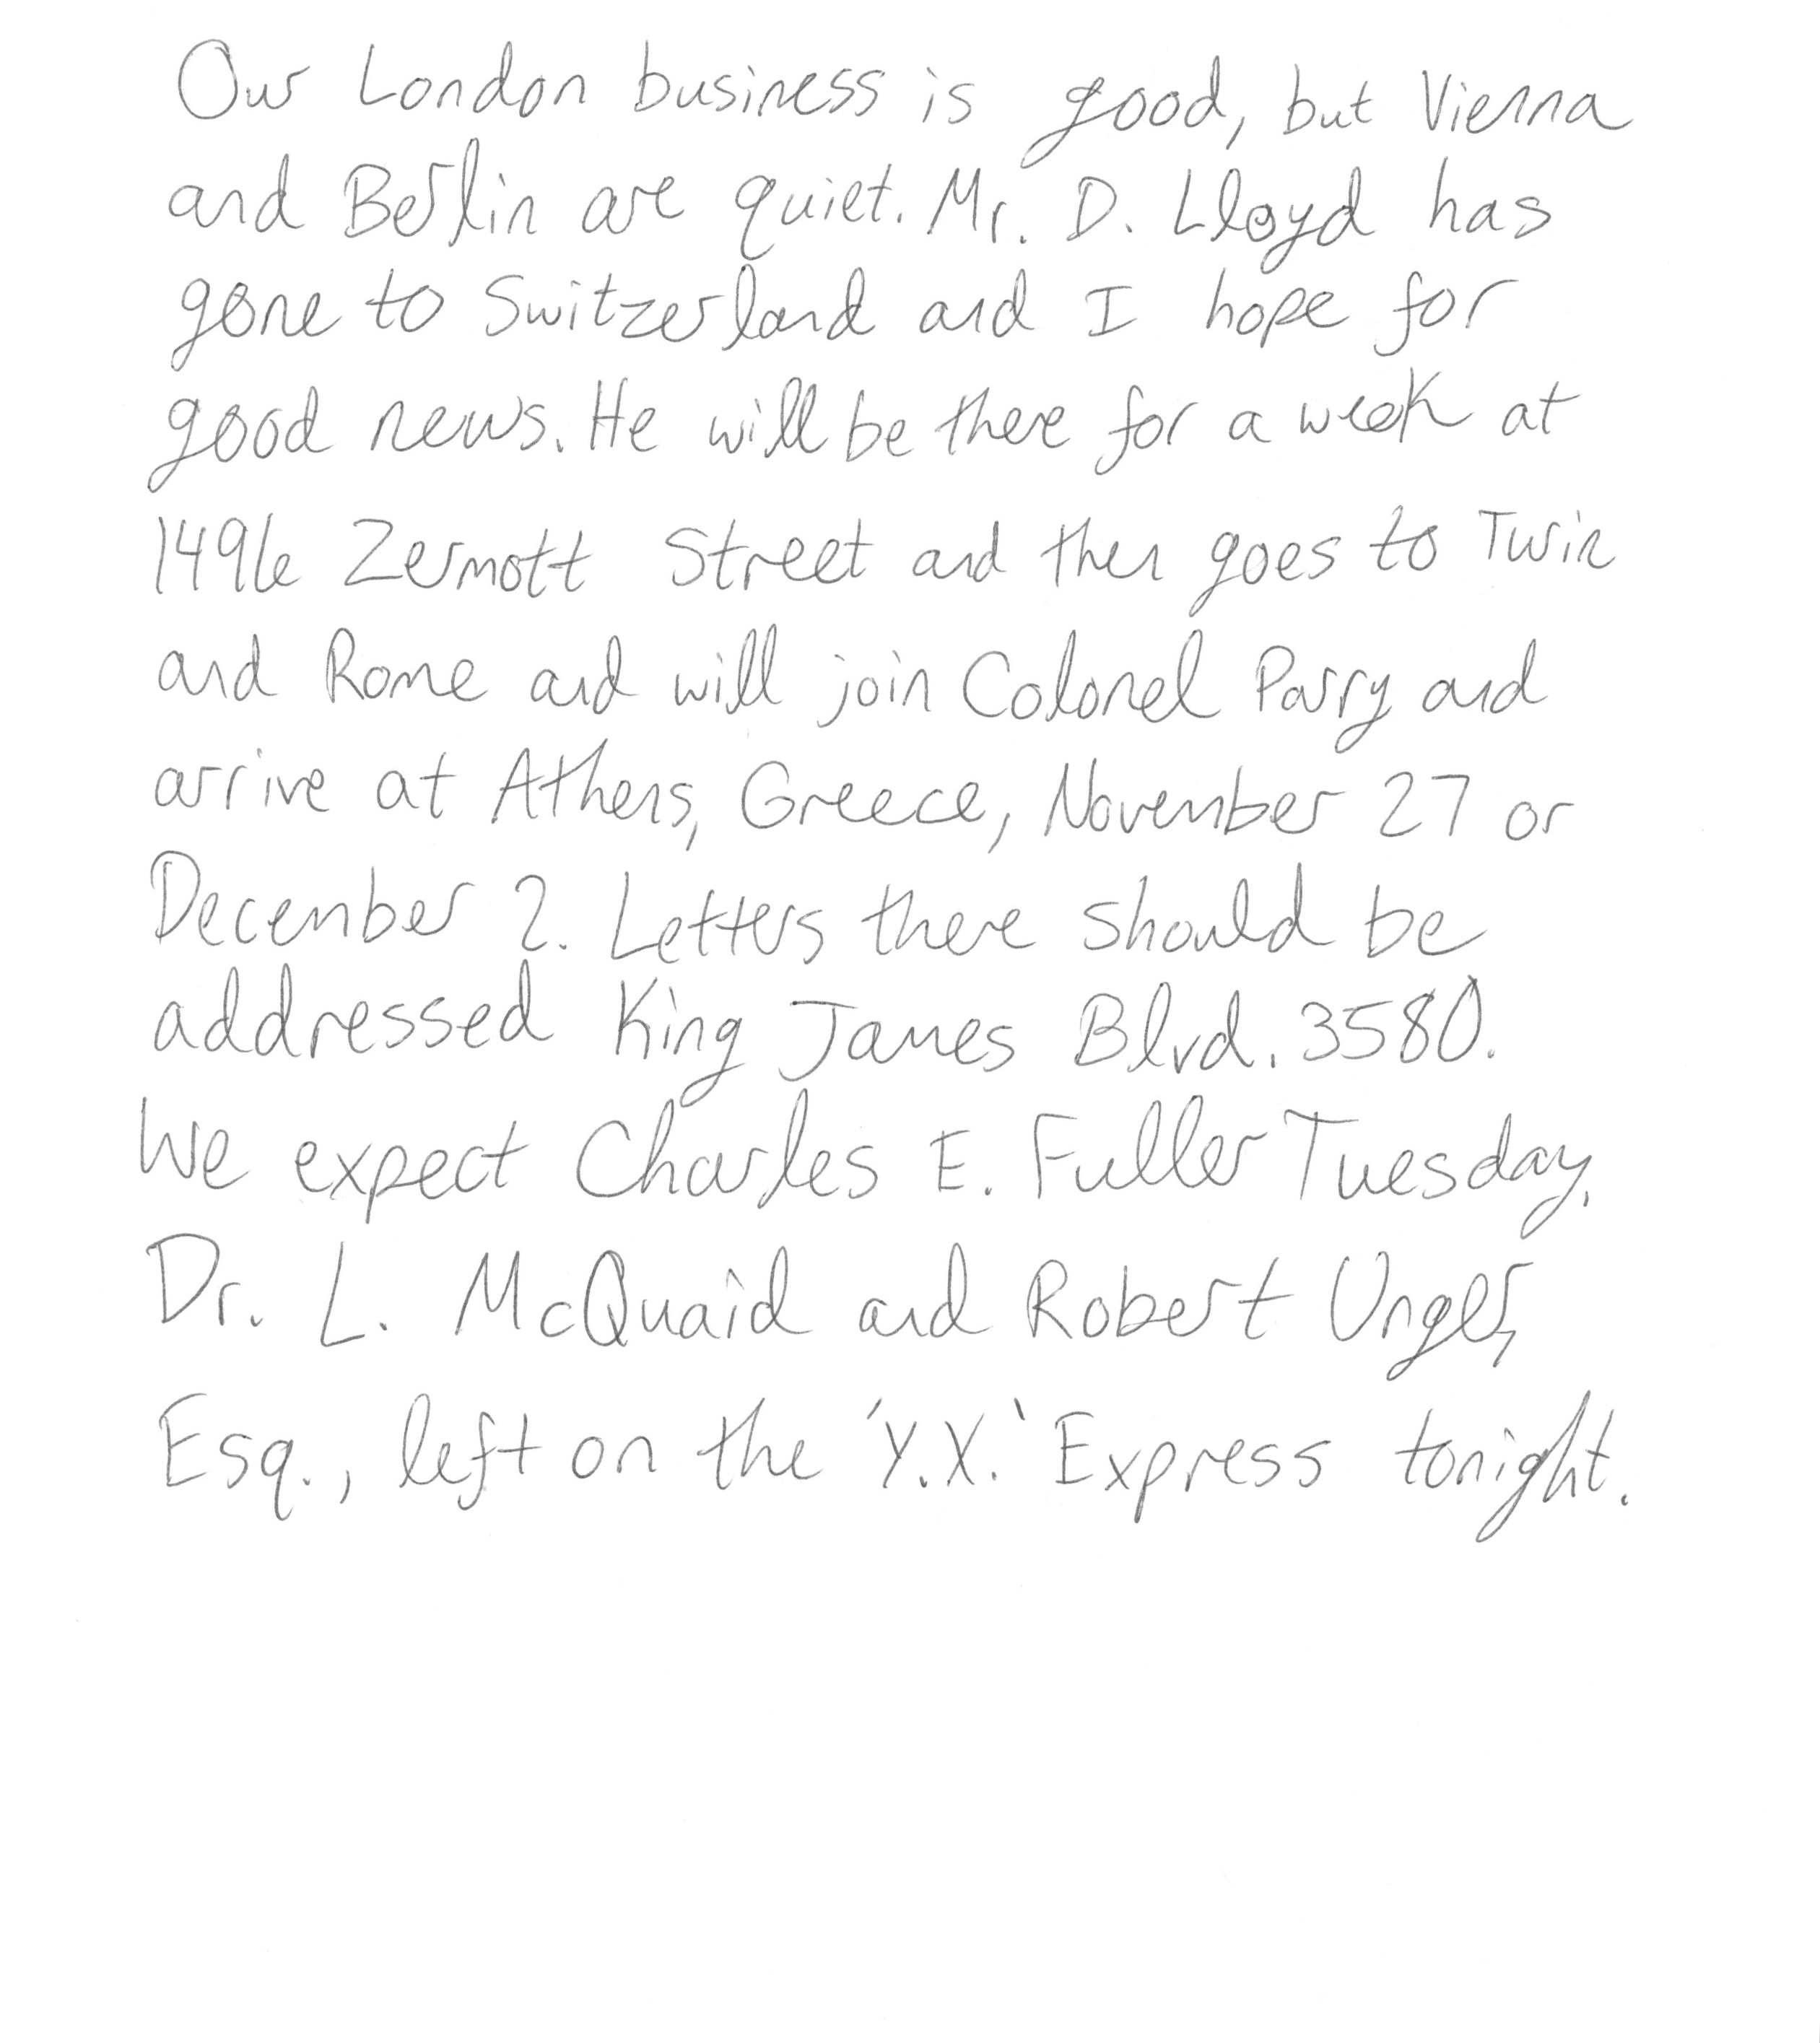 Our London business is good, but Vienna
and Berlin are quiet. Mr. D. Lloyd has
gone to Switzerland and I hope for
good news. He will be there for a week at
1496 Zermott Street and then goes to Turin
and Rome and will join Colonel Parry and
arrive at Athens, Greece, November 27 or
December 2. Letters there should be
addressed King James Blvd. 3580.
We expect Charles E. Fuller Tuesday.
Dr. L. McQuaid and Robert Unger,
Esq., left on the 'Y.X.' Express tonight.